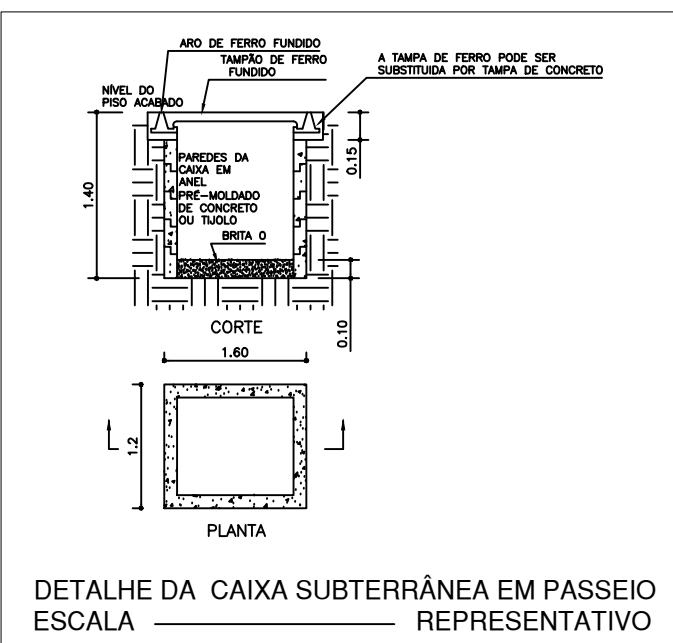 ARO DE FERRO FUNDIDO
TAMPÃO DE FERRO
FUNDIDO
A TAMPA DE FERRO PODE SER
SUBSTITUIDA POR TAMPA DE CONCRETO
NÍVEL DO
PISO ACABADO
1.40
0.15
PAREDES DA
CAIXA EM
ANEL
PRÉ-MOLDADO
DE CONCRETO
OU TIJOLO
BRITA 0
0.10
CORTE
1.60
1.2
PLANTA
DETALHE DA CAIXA SUBTERRÂNEA EM PASSEIO
ESCALA REPRESENTATIVO